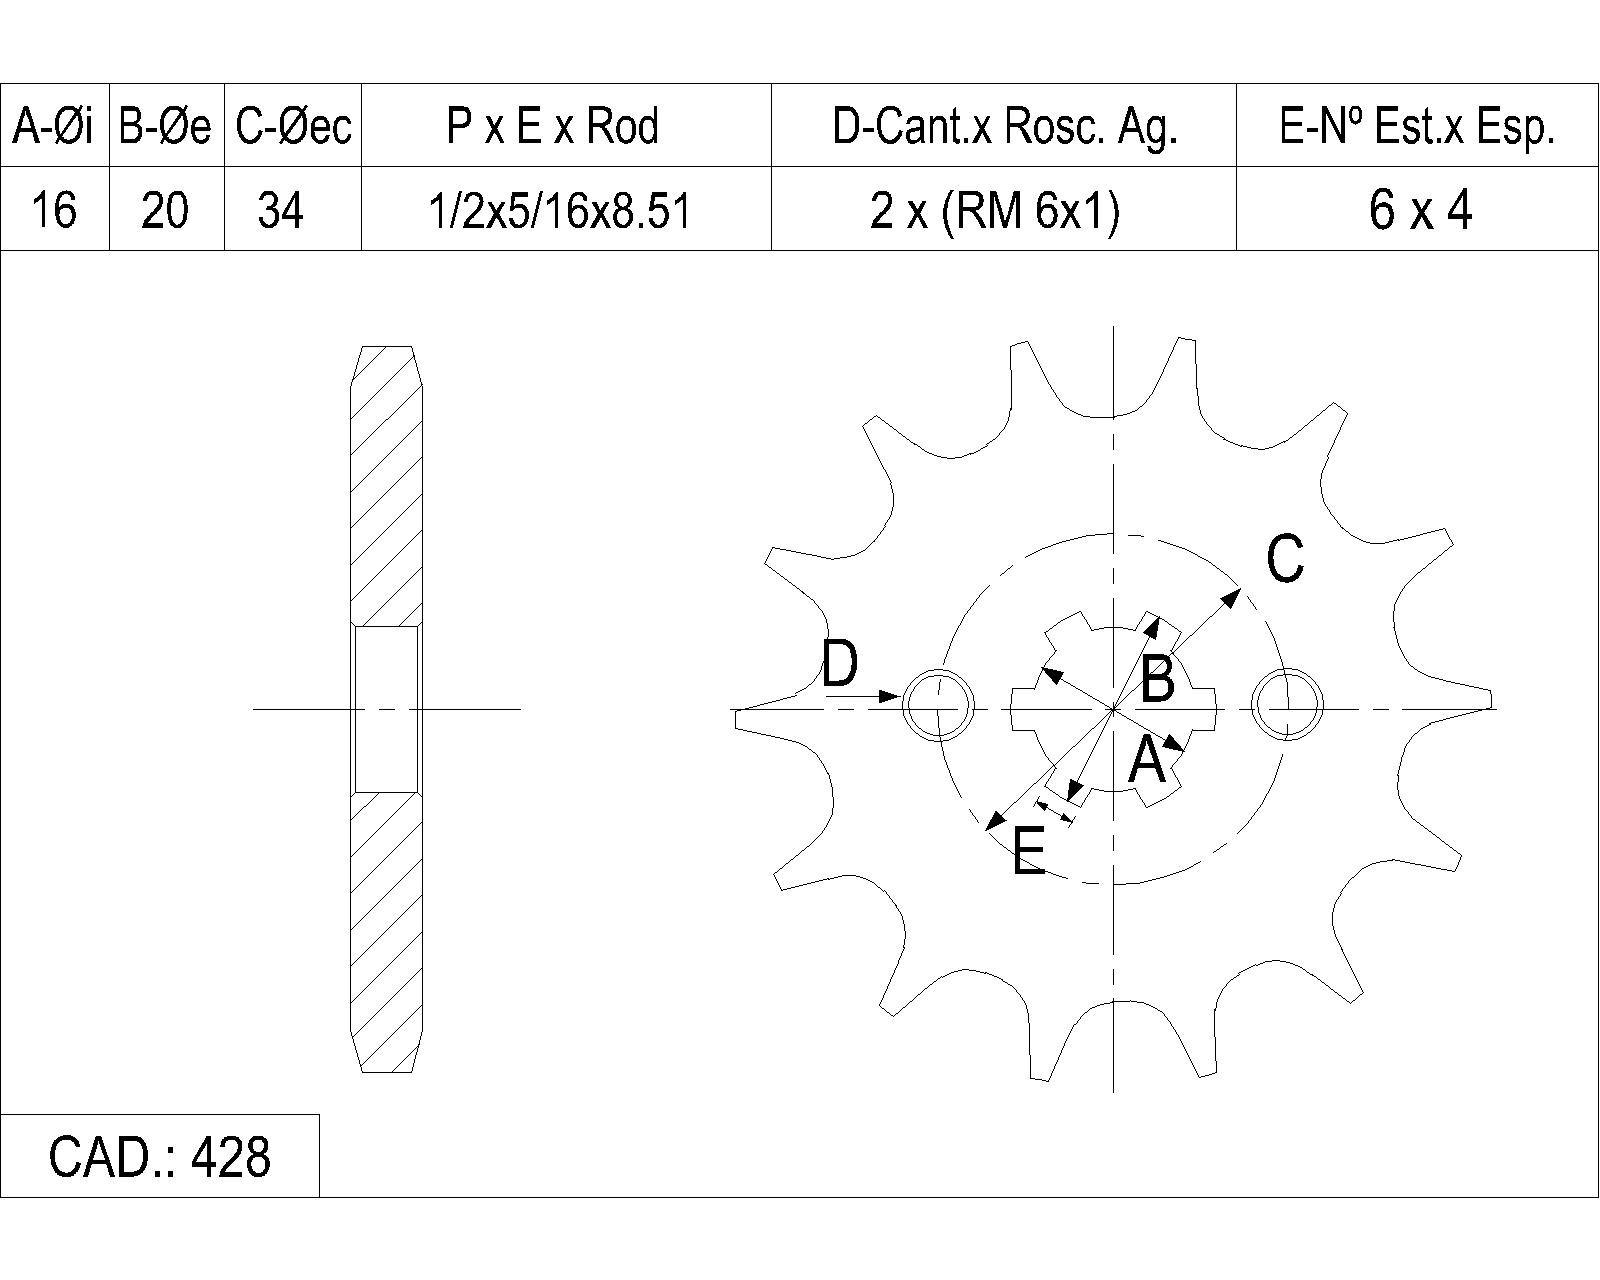 A-Øi B-Øe C-Øec P x E x Rod D-Cant.x Rosc. Ag. E-Nº Est.x Esp.
16 20 34 1/2x5/16x8.51 2 x (RM 6x1) 6 x 4
C
D
B
A
E
CAD.: 428